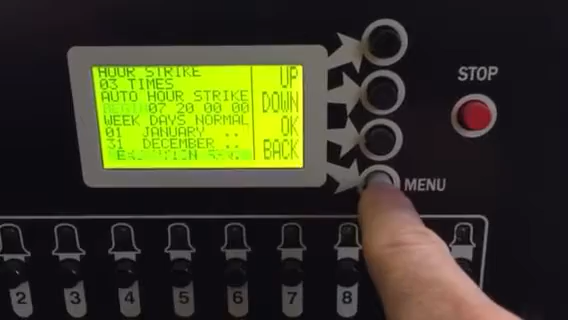 HOUR STRIKE
03 TIMES
AUTO HOUR STRIKE
07 20 00 00
WEEK DAYS NORMAL
01 JANUARY ..
31 DECEMBER ..
UP
DOWN
OK
BACK
STOP
MENU
2 3 4 5 6 7 8